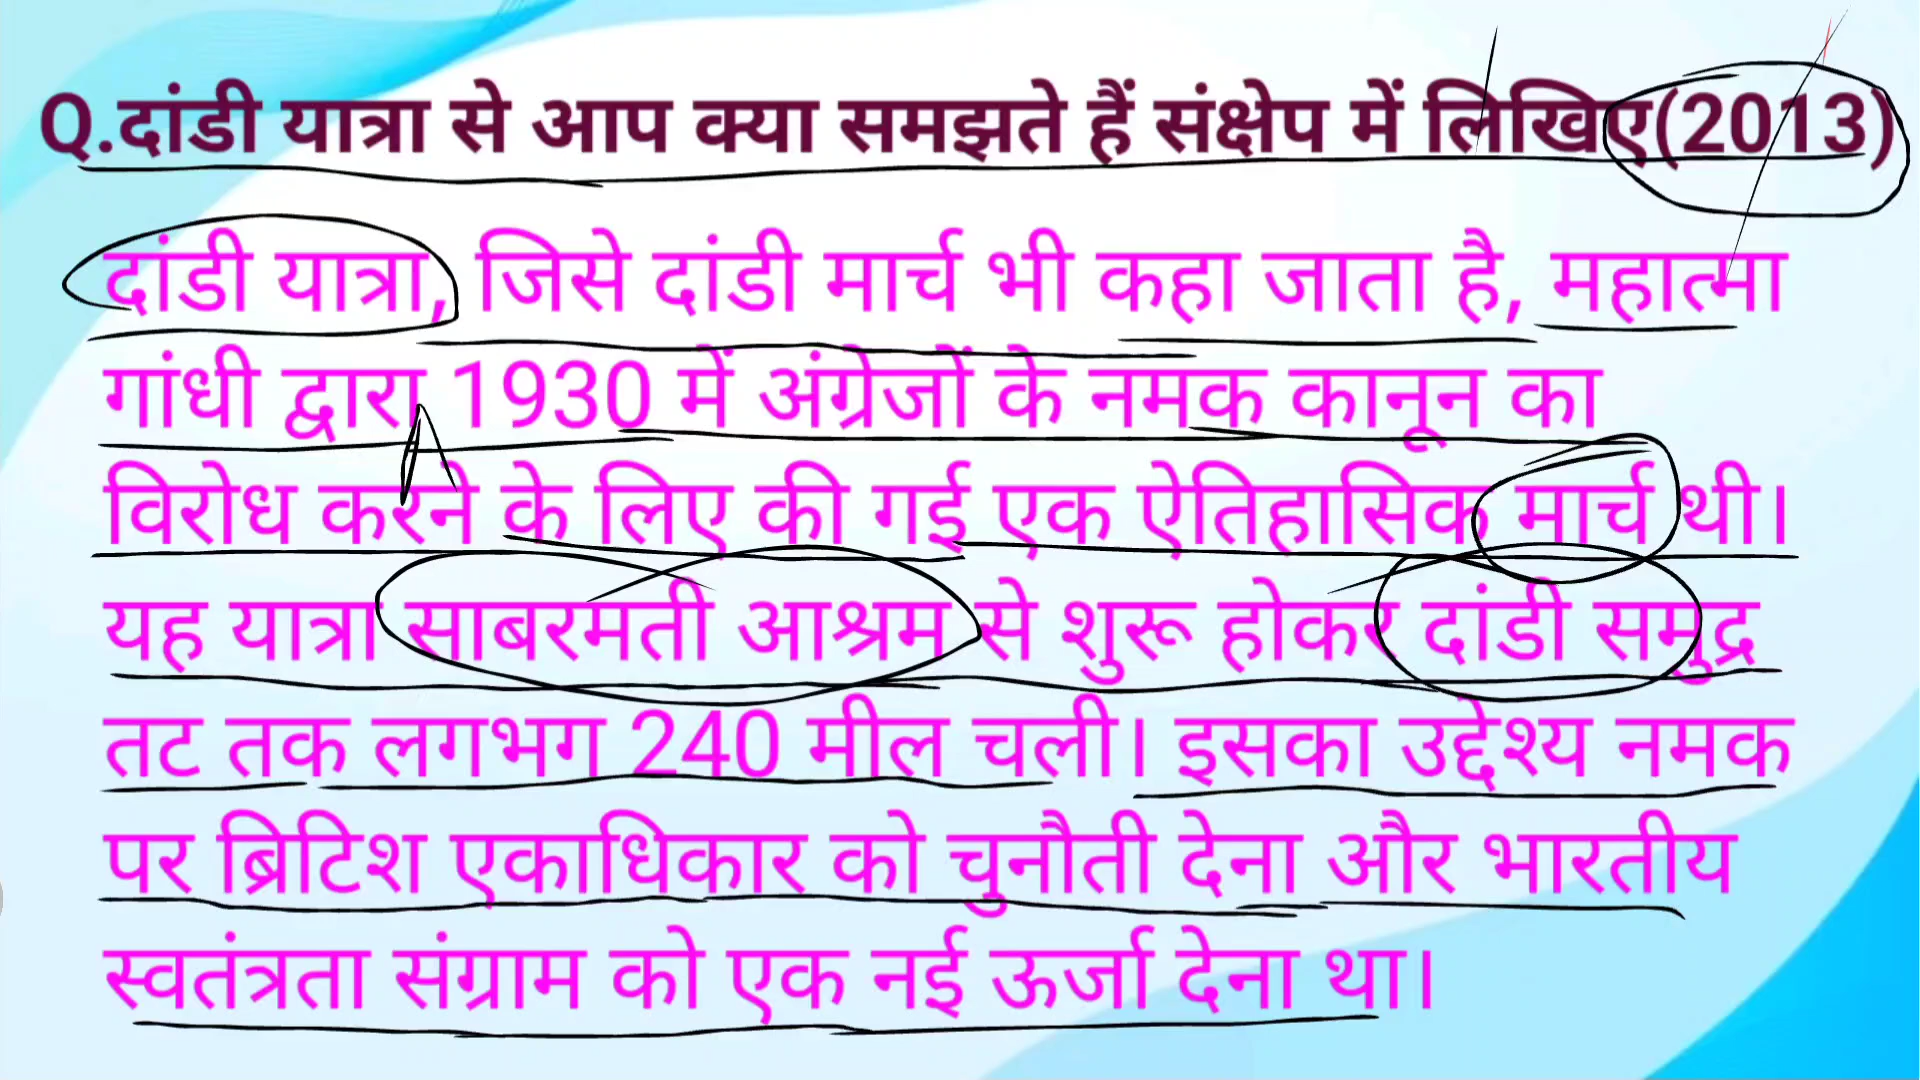 Q.दांडी यात्रा से आप क्या समझते हैं संक्षेप में लिखिए(2013)
दांडी यात्रा, जिसे दांडी मार्च भी कहा जाता है, महात्मा
गांधी द्वारा 1930 में अंग्रेजों के नमक कानून का
विरोध करने के लिए की गई एक ऐतिहासिक मार्च थी।
यह यात्रा साबरमती आश्रम से शुरू होकर दांडी समुद्र
तट तक लगभग 240 मील चली। इसका उद्देश्य नमक
पर ब्रिटिश एकाधिकार को चुनौती देना और भारतीय
स्वतंत्रता संग्राम को एक नई ऊर्जा देना था।